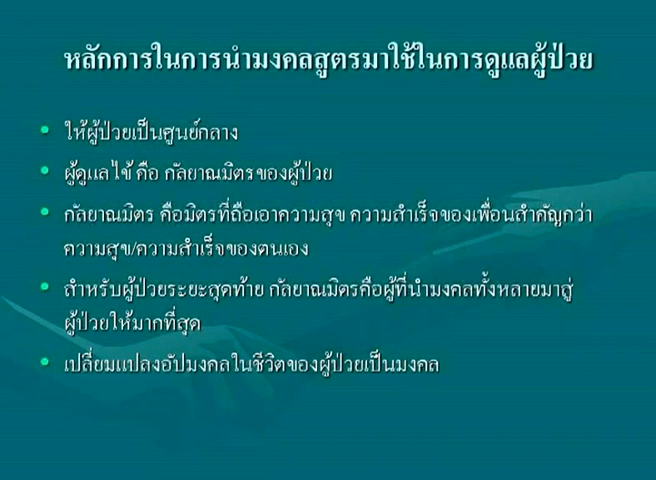 หลักการในการนำมงคลสูตรมาใช้ในการดูแลผู้ป่วย
• ให้ผู้ป่วยเป็นศูนย์กลาง
• ผู้ดูแลไข้ คือ กัลยาณมิตรของผู้ป่วย
• กัลยาณมิตร คือมิตรที่ถือเอาความสุข ความสำเร็จของเพื่อนสำคัญกว่า
ความสุข/ความสำเร็จของตนเอง
• สำหรับผู้ป่วยระยะสุดท้าย กัลยาณมิตรคือผู้ที่นำมงคลทั้งหลายมาสู่
ผู้ป่วยให้มากที่สุด
• เปลี่ยมแปลงอัปมงคลในชีวิตของผู้ป่วยเป็นมงคล